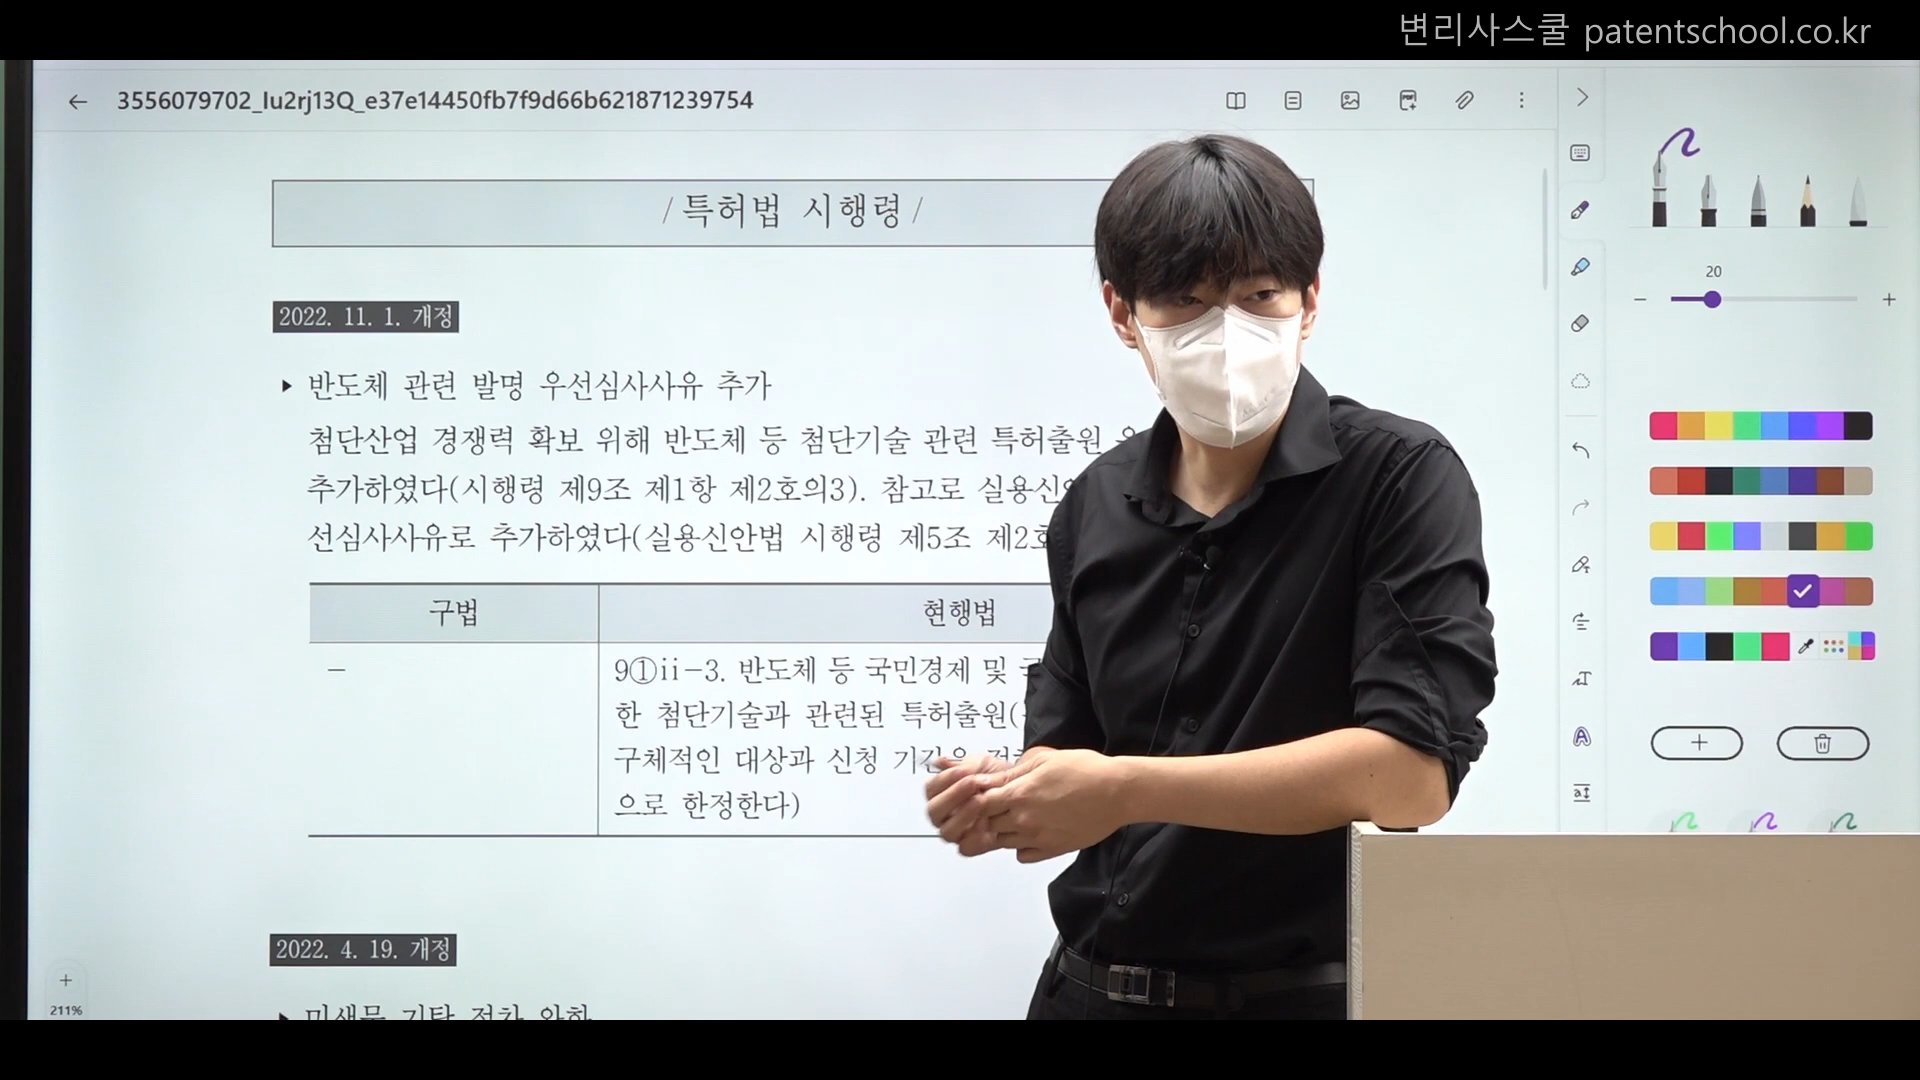 변리사스쿨 patentschool.co.kr
3556079702_lu2rj13Q_e37e14450fb7f9d66b621871239754
/특허법 시행령/
20
2022. 11. 1. 개정
▶ 반도체 관련 발명 우선심사사유 추가
첨단산업 경쟁력 확보 위해 반도체 등 첨단기술 관련 특허출원
추가하였다(시행령 제9조 제1항 제2호의3). 참고로
선심사사유로 추가하였다(실용신안법 시행령 제5조
구법 현행법
– 9①ii-3. 반도체 등 국민경제 및
한 첨단기술과 관련된 특허출원(
구체적인 대상과 신청
으로 한정한다)
2022. 4. 19. 개정
211%